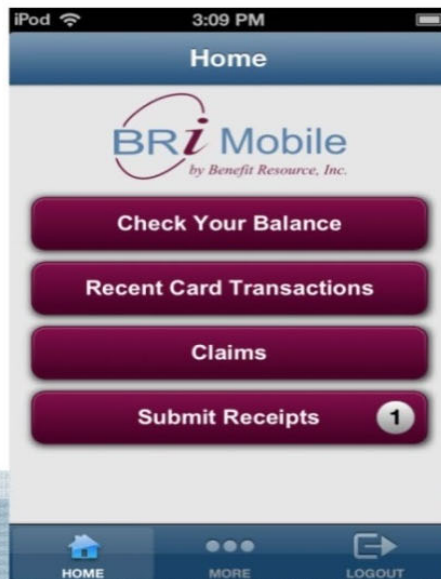 iPod 3:09 PM
Home
BRi Mobile
by Benefit Resource, Inc.
Check Your Balance
Recent Card Transactions
Claims
Submit Receipts 1
HOME MORE LOGOUT